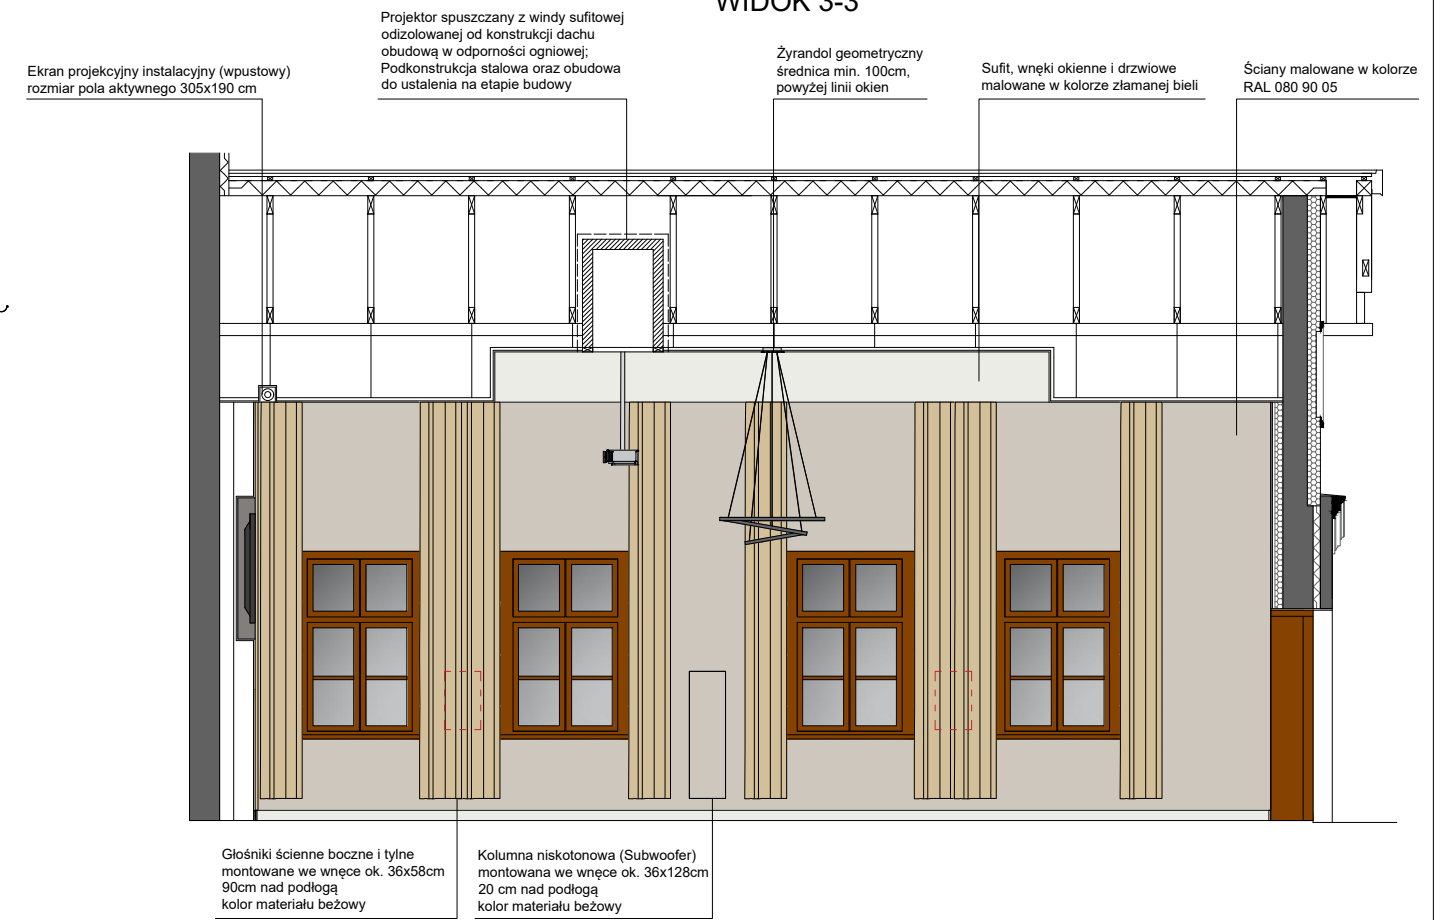 WIDOK 3-3
Projektor spuszczany z windy sufitowej
odizolowanej od konstrukcji dachu
obudową w odporności ogniowej;
Podkonstrukcja stalowa oraz obudowa
do ustalenia na etapie budowy
Ekran projekcyjny instalacyjny (wpustowy)
rozmiar pola aktywnego 305x190 cm
Żyrandol geometryczny
średnica min. 100cm,
powyżej linii okien
Sufit, wnęki okienne i drzwiowe
malowane w kolorze złamanej bieli
Ściany malowane w kolorze
RAL 080 90 05
Głośniki ścienne boczne i tylne
montowane we wnęce ok. 36x58cm
90cm nad podłogą
kolor materiału beżowy
Kolumna niskotonowa (Subwoofer)
montowana we wnęce ok. 36x128cm
20 cm nad podłogą
kolor materiału beżowy